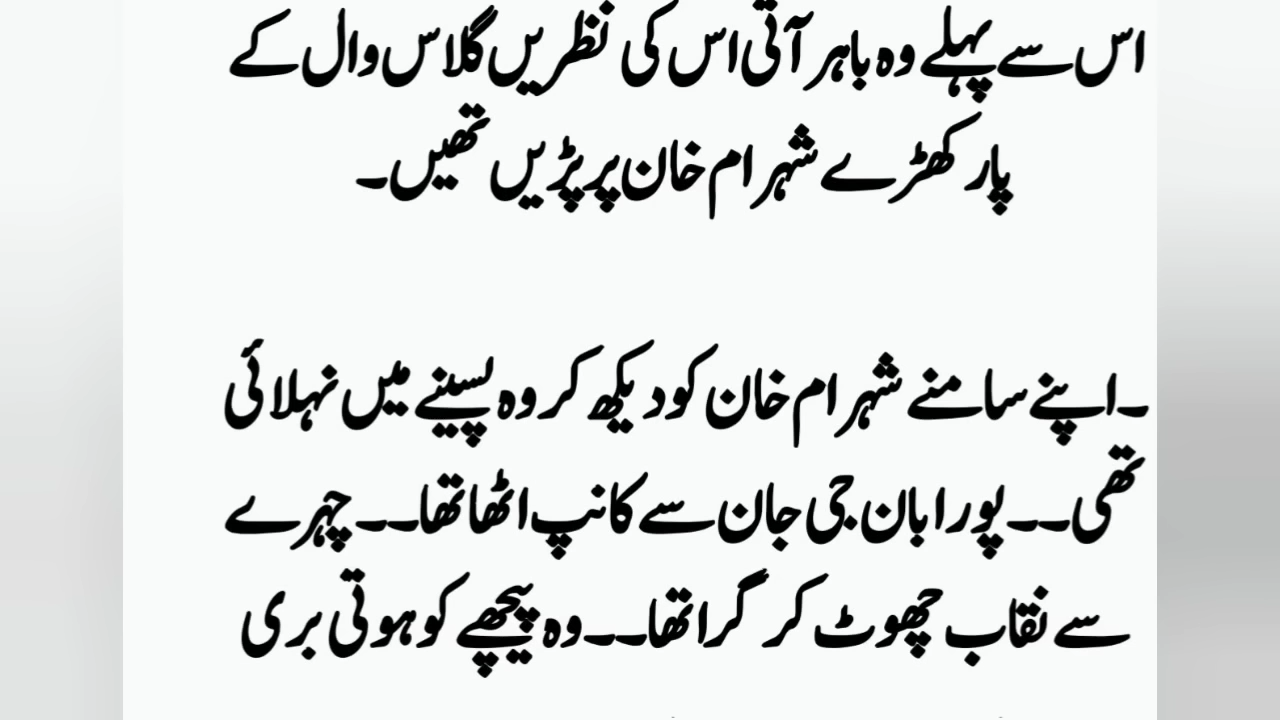 اس سے پہلے وہ باہر آتی اس کی نظریں گلاس وال کے
پار کھڑے شہرام خان پر پڑیں تھیں۔
۔اپنے سامنے شہرام خان کو دیکھ کر وہ پسینے میں نہلائی
تھی۔۔ پورا بان جی جان سے کانپ اٹھا تھا۔۔ چہرے
سے نقاب چھوٹ کر گرا تھا۔۔ وہ پیچھے کو ہوتی بری